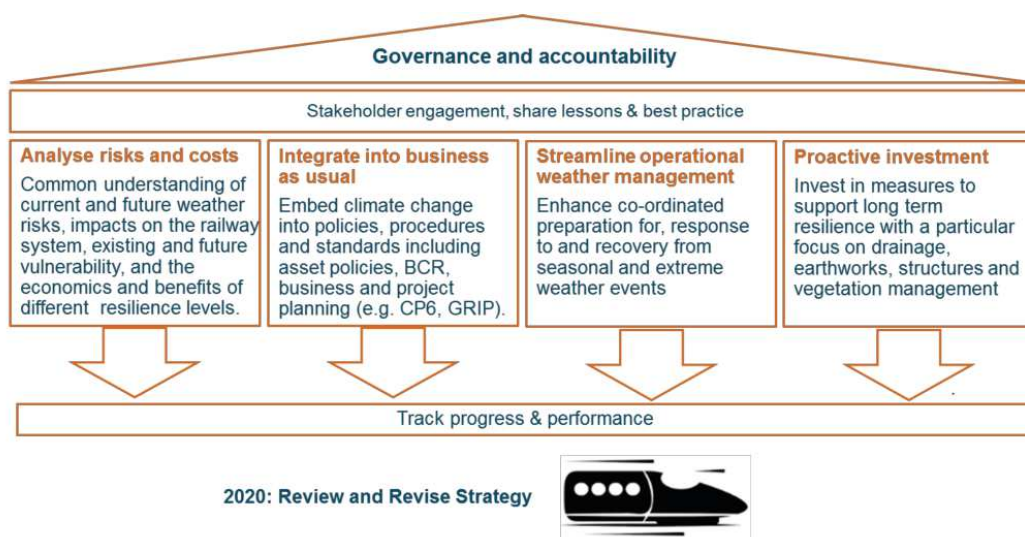 Governance and accountability
Stakeholder engagement, share lessons & best practice
Analyse risks and costs
Common understanding of
current and future weather
risks, impacts on the railway
system, existing and future
vulnerability, and the
economics and benefits of
different resilience levels.
Integrate into business
as usual
Embed climate change
into policies, procedures
and standards including
asset policies, BCR,
business and project
planning (e.g. CP6, GRIP).
Streamline operational
weather management
Enhance co-ordinated
preparation for, response
to and recovery from
seasonal and extreme
weather events
Proactive investment
Invest in measures to
support long term
resilience with a particular
focus on drainage,
earthworks, structures and
vegetation management
Track progress & performance
2020: Review and Revise Strategy